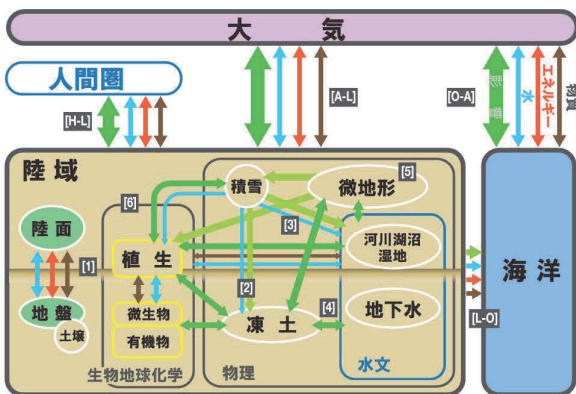 大気
人間圏
[H-L]
[A-L]
[O-A]
影響
水
エネルギー
物質
陸域
積雪
微地形
[5]
[6]
陸面
植生
[3]
河川湖沼
湿地
海洋
[1]
[2]
地盤
土壌
微生物
有機物
凍土
[4]
地下水
[L-O]
生物地球化学
物理
水文